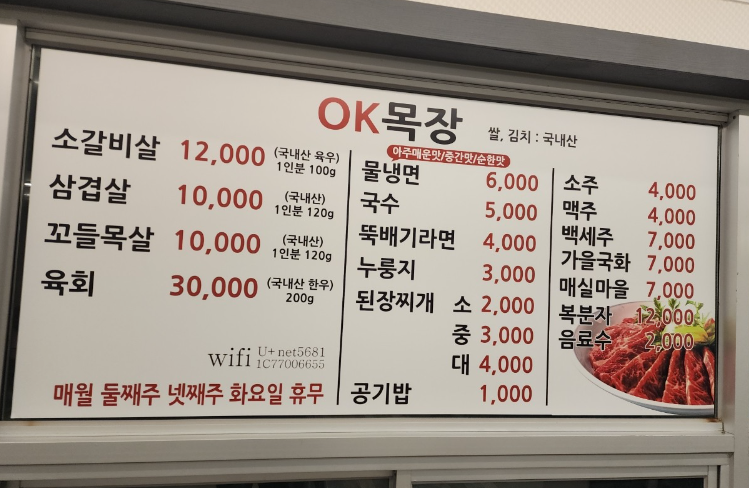 OK목장
쌀, 김치 : 국내산
소갈비살 12,000 (국내산 육우) 1인분 100g
삼겹살 10,000 (국내산) 1인분 120g
꼬들목살 10,000 (국내산) 1인분 120g
육회 30,000 (국내산 한우) 200g
wifi U+net5681
1C77006655
매월 둘째주 넷째주 화요일 휴무
아주매운맛/중간맛/순한맛
물냉면 6,000
국수 5,000
뚝배기라면 4,000
누룽지 3,000
된장찌개 소 2,000
중 3,000
대 4,000
공기밥 1,000
소주 4,000
맥주 4,000
백세주 7,000
가을국화 7,000
매실마을 7,000
복분자 12,000
음료수 2,000